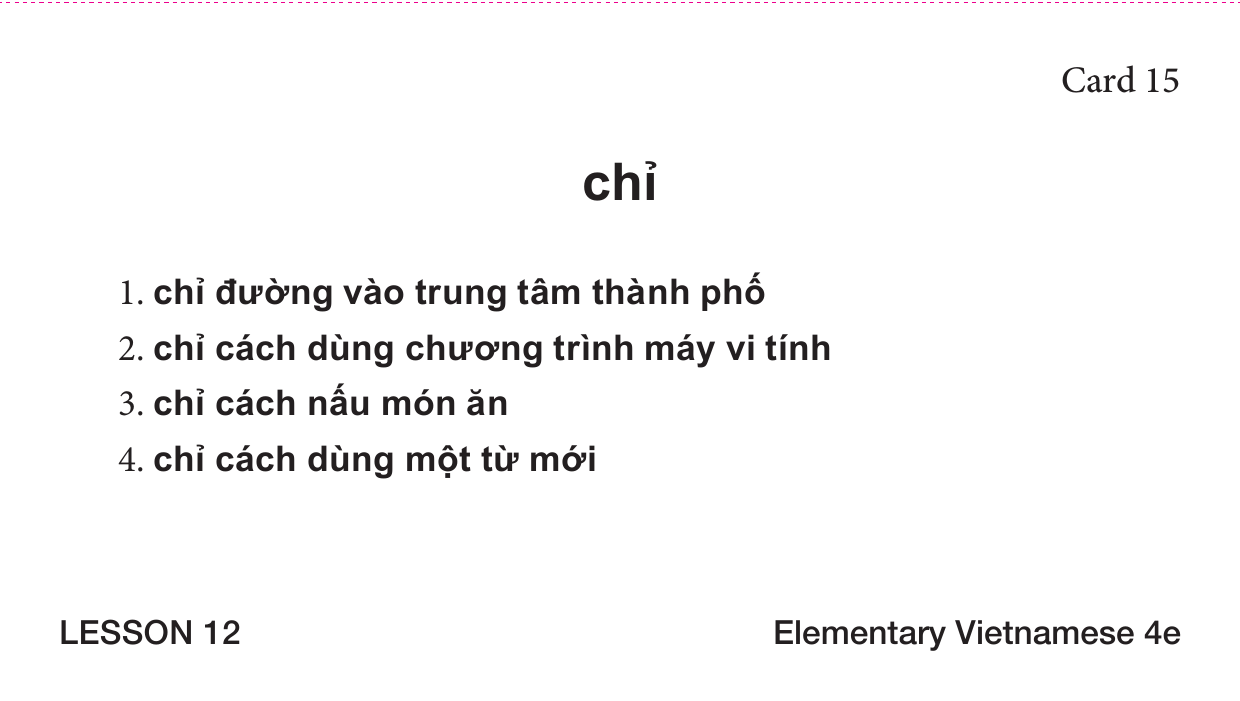 Card 15
chỉ
1. chỉ đường vào trung tâm thành phố
2. chỉ cách dùng chương trình máy vi tính
3. chỉ cách nấu món ăn
4. chỉ cách dùng một từ mới
LESSON 12
Elementary Vietnamese 4e